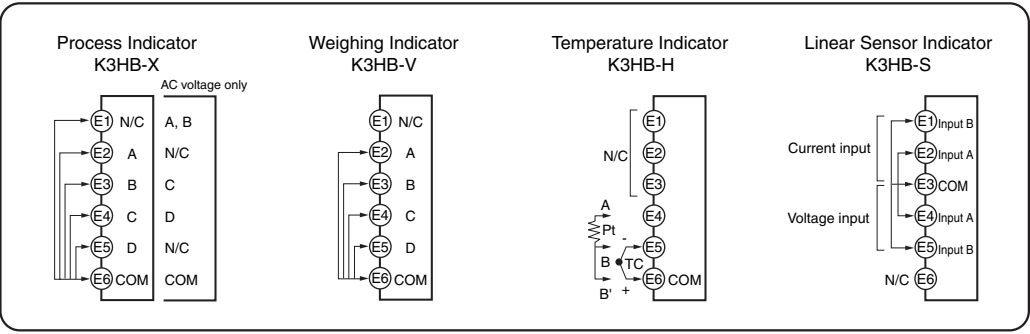 Process Indicator
K3HB-X
AC voltage only
E1 N/C A, B
E2 A N/C
E3 B C
E4 C D
E5 D N/C
E6 COM COM
Weighing Indicator
K3HB-V
E1 N/C
E2 A
E3 B
E4 C
E5 D
E6 COM
Temperature Indicator
K3HB-H
E1
N/C E2
E3
A E4
Pt
- E5
B TC
B' + E6 COM
Linear Sensor Indicator
K3HB-S
E1 Input B
Current input E2 Input A
E3 COM
Voltage input E4 Input A
E5 Input B
N/C E6